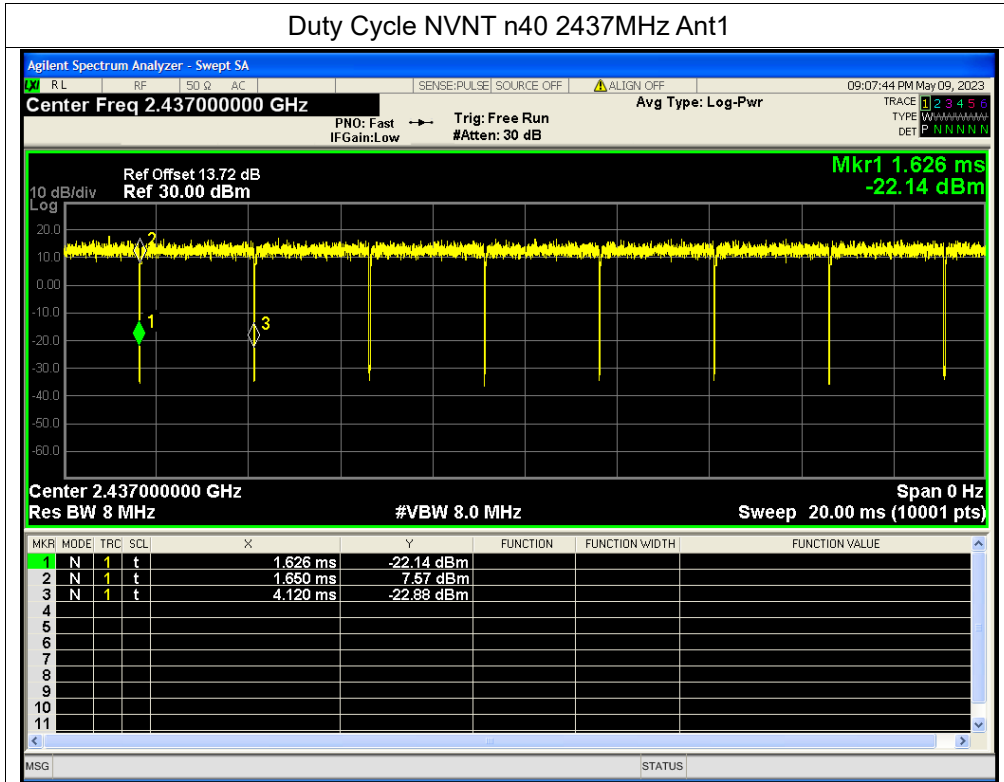 Duty Cycle NVNT n40 2437MHz Ant1
Agilent Spectrum Analyzer - Swept SA
LXI RL RF 50 Ω AC SENSE:PULSE SOURCE OFF ALIGN OFF 09:07:44 PM May 09, 2023
Center Freq 2.437000000 GHz Avg Type: Log-Pwr TRACE 1 2 3 4 5 6
PNO: Fast Trig: Free Run TYPE WWWWWW
IFGain:Low #Atten: 30 dB DET P N N N N N
Mkr1 1.626 ms
Ref Offset 13.72 dB
10 dB/div Ref 30.00 dBm -22.14 dBm
Log
20.0
10.0
0.00
-10.0
-20.0
-30.0
-40.0
-50.0
-60.0
2
1
3
Center 2.437000000 GHz Span 0 Hz
Res BW 8 MHz #VBW 8.0 MHz Sweep 20.00 ms (10001 pts)
MKR MODE TRC SCL X Y FUNCTION FUNCTION WIDTH FUNCTION VALUE
1 N 1 t 1.626 ms -22.14 dBm
2 N 1 t 1.650 ms 7.57 dBm
3 N 1 t 4.120 ms -22.88 dBm
4
5
6
7
8
9
10
11
MSG STATUS